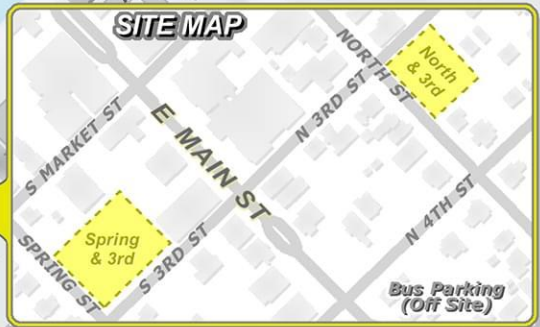 SITE MAP
NORTH ST
North
& 3rd
N 3RD ST
E MAIN ST
S MARKET ST
Spring
& 3rd
SPRING ST
S 3RD ST
N 4TH ST
Bus Parking
(Off Site)